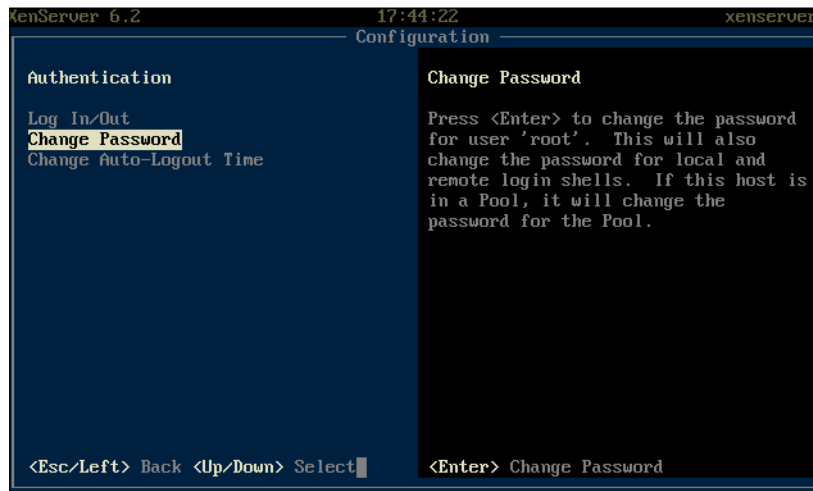 XenServer 6.2 17:44:22 xenserver
Configuration
Authentication
Log In/Out
Change Password
Change Auto-Logout Time
<Esc/Left> Back <Up/Down> Select
Change Password
Press <Enter> to change the password
for user 'root'. This will also
change the password for local and
remote login shells. If this host is
in a Pool, it will change the
password for the Pool.
<Enter> Change Password